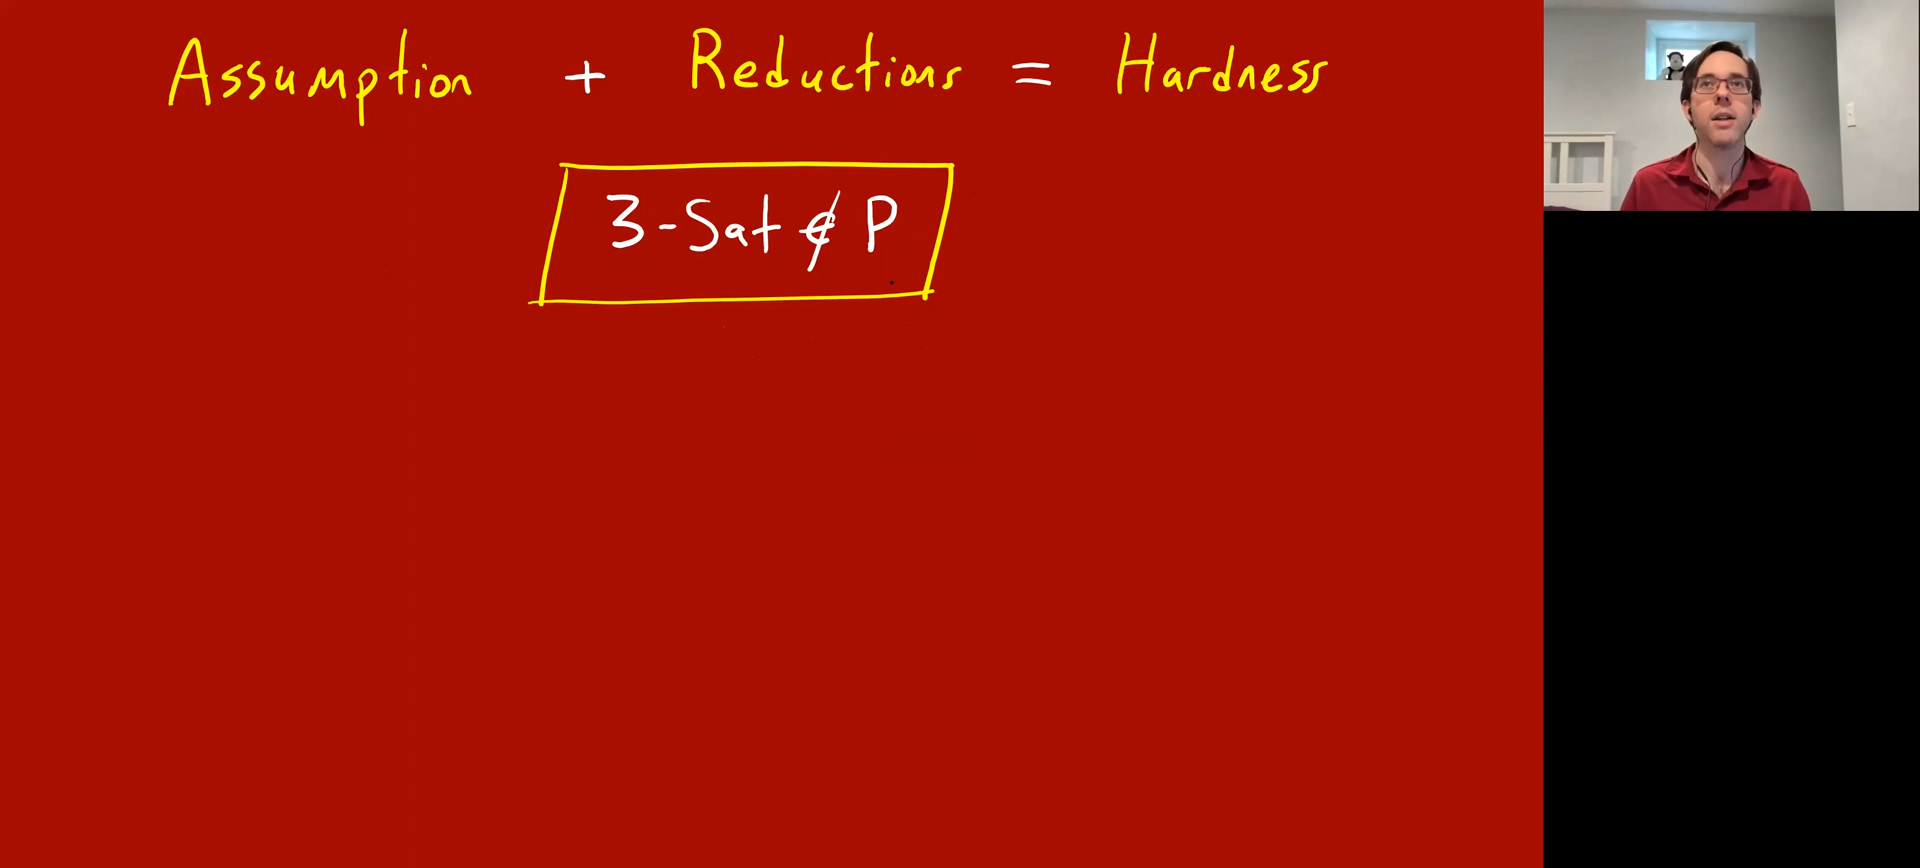 Assumption + Reductions = Hardness
3-Sat ∉ P